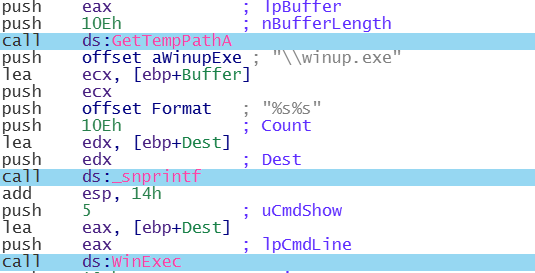 push eax ; lpBuffer
push 10Eh ; nBufferLength
call ds:GetTempPathA
push offset aWinupExe ; "\\winup.exe"
lea ecx, [ebp+Buffer]
push ecx
push offset Format ; "%s%s"
push 10Eh ; Count
lea edx, [ebp+Dest]
push edx ; Dest
call ds:_snprintf
add esp, 14h
push 5 ; uCmdShow
lea eax, [ebp+Dest]
push eax ; lpCmdLine
call ds:WinExec